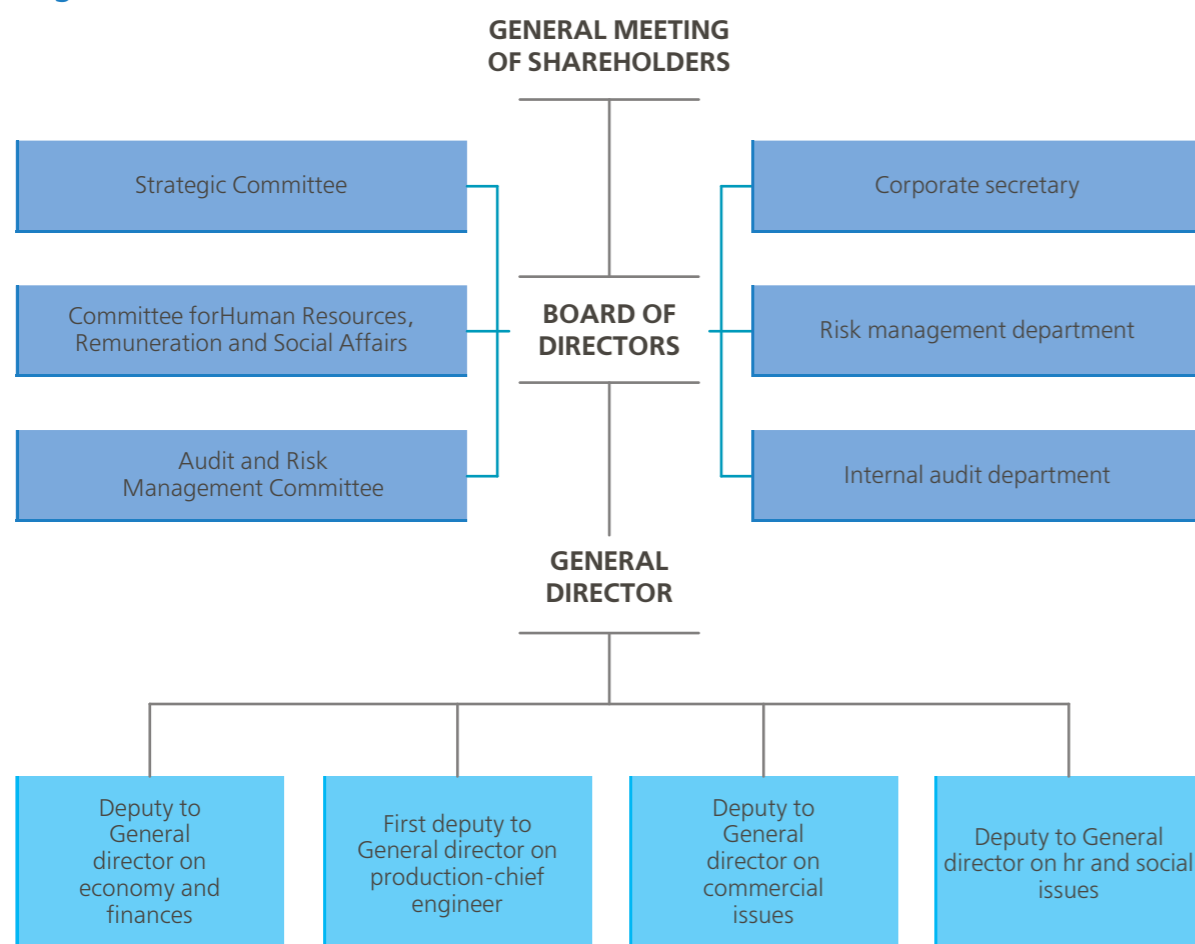 GENERAL MEETING
OF SHAREHOLDERS
Strategic Committee
Corporate secretary
Committee forHuman Resources,
Remuneration and Social Affairs
BOARD OF
DIRECTORS
Risk management department
Audit and Risk
Management Committee
Internal audit department
GENERAL
DIRECTOR
Deputy to
General
director on
economy and
finances
First deputy to
General director on
production-chief
engineer
Deputy to
General
director on
commercial
issues
Deputy to General
director on hr and social
issues